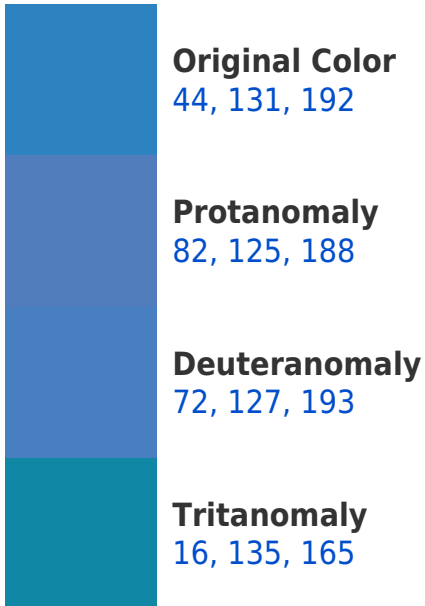 Original Color
44, 131, 192
Protanomaly
82, 125, 188
Deuteranomaly
72, 127, 193
Tritanomaly
16, 135, 165